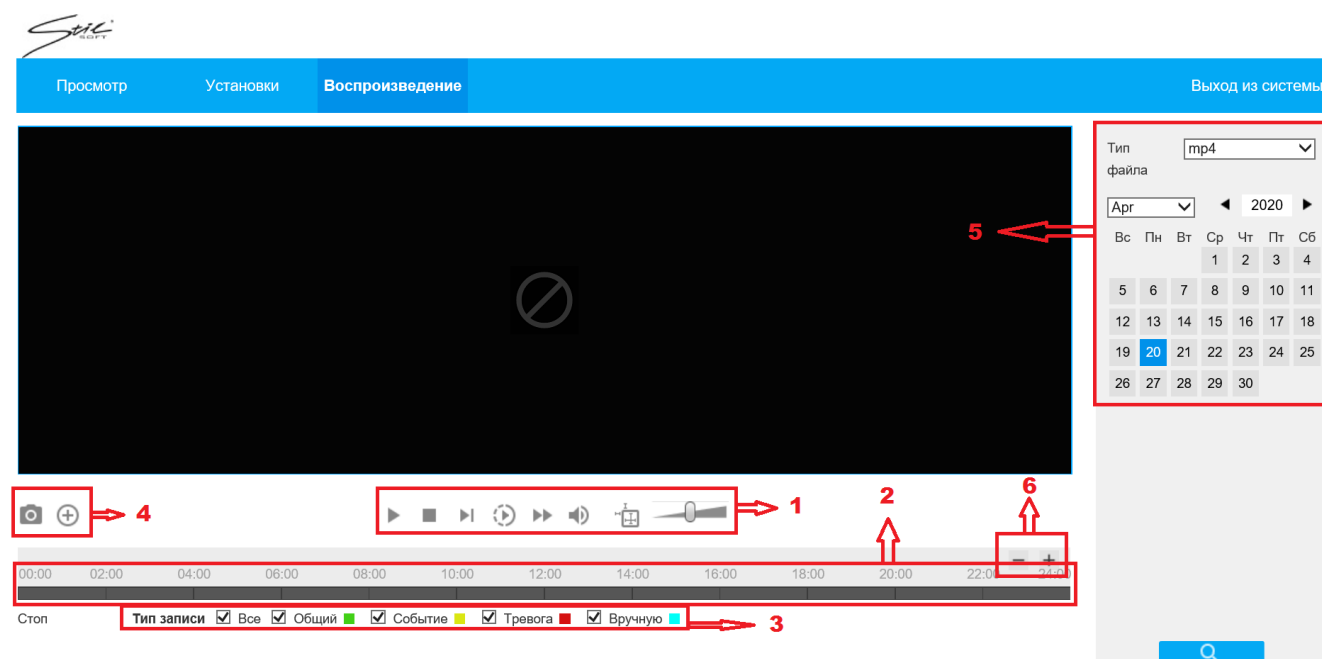 Stil
SOFT
Просмотр Установки Воспроизведение Выход из системы
Тип файла mp4
Apr 2020
Вс Пн Вт Ср Чт Пт Сб
1 2 3 4
5 6 7 8 9 10 11
12 13 14 15 16 17 18
19 20 21 22 23 24 25
26 27 28 29 30
5
4
1
2
6
00:00 02:00 04:00 06:00 08:00 10:00 12:00 14:00 16:00 18:00 20:00 22:00 24:00
Стоп Тип записи Все Общий Событие Тревога Вручную
3